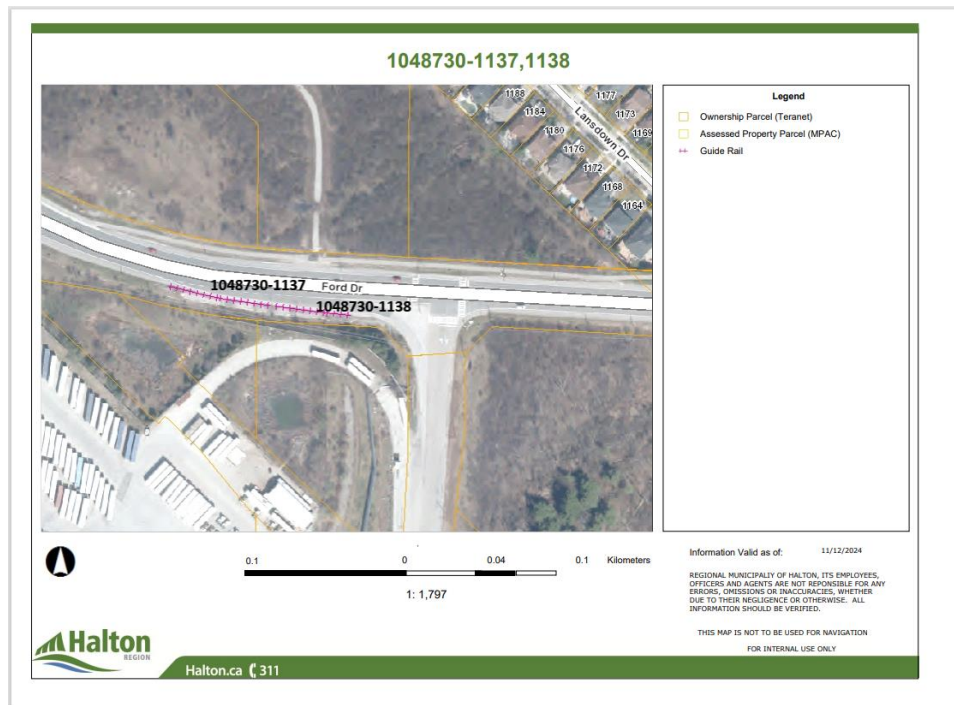 1048730-1137,1138
1188
1184
1180
1176
1172
1168
1164
1177
1173
1169
Lansdown Dr
1048730-1137
Ford Dr
1048730-1138
Legend
Ownership Parcel (Teranet)
Assessed Property Parcel (MPAC)
Guide Rail
0.1
0
0.04
0.1
Kilometers
1: 1,797
Information Valid as of:
11/12/2024
REGIONAL MUNICIPALIY OF HALTON, ITS EMPLOYEES,
OFFICERS AND AGENTS ARE NOT REPONSIBLE FOR ANY
ERRORS, OMISSIONS OR INACCURACIES, WHETHER
DUE TO THEIR NEGLIGENCE OR OTHERWISE. ALL
INFORMATION SHOULD BE VERIFIED.
THIS MAP IS NOT TO BE USED FOR NAVIGATION
FOR INTERNAL USE ONLY
Halton
REGION
Halton.ca 311